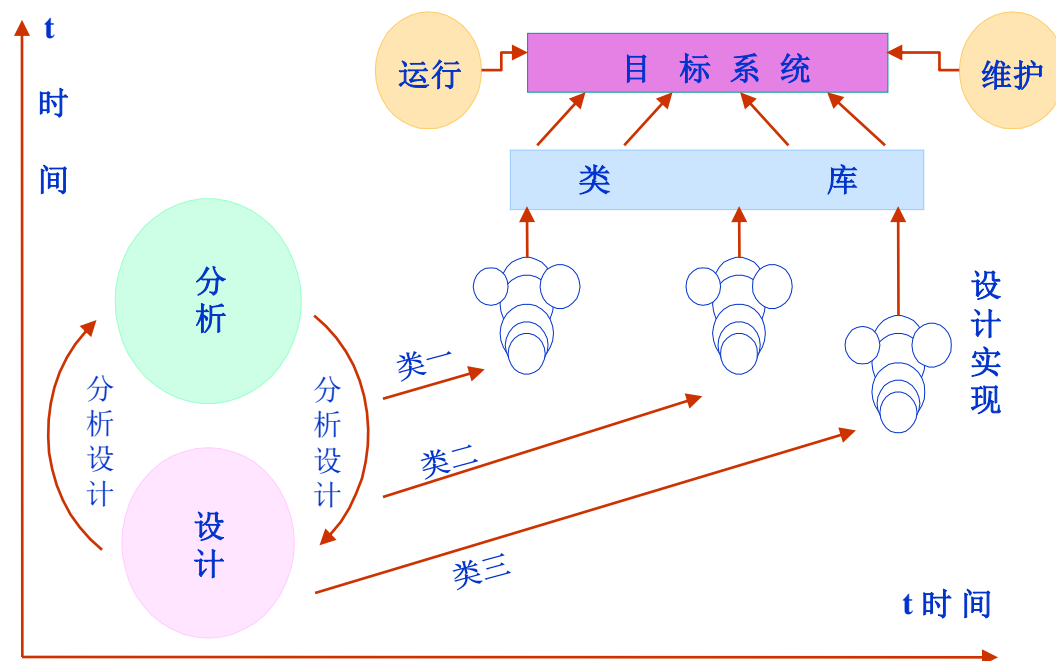 t
时
间
运行
目 标 系 统
维护
类 库
分
析
设
计
实
现
类一
分
析
设
计
分
析
设
计
类二
设
计
类三
t 时 间